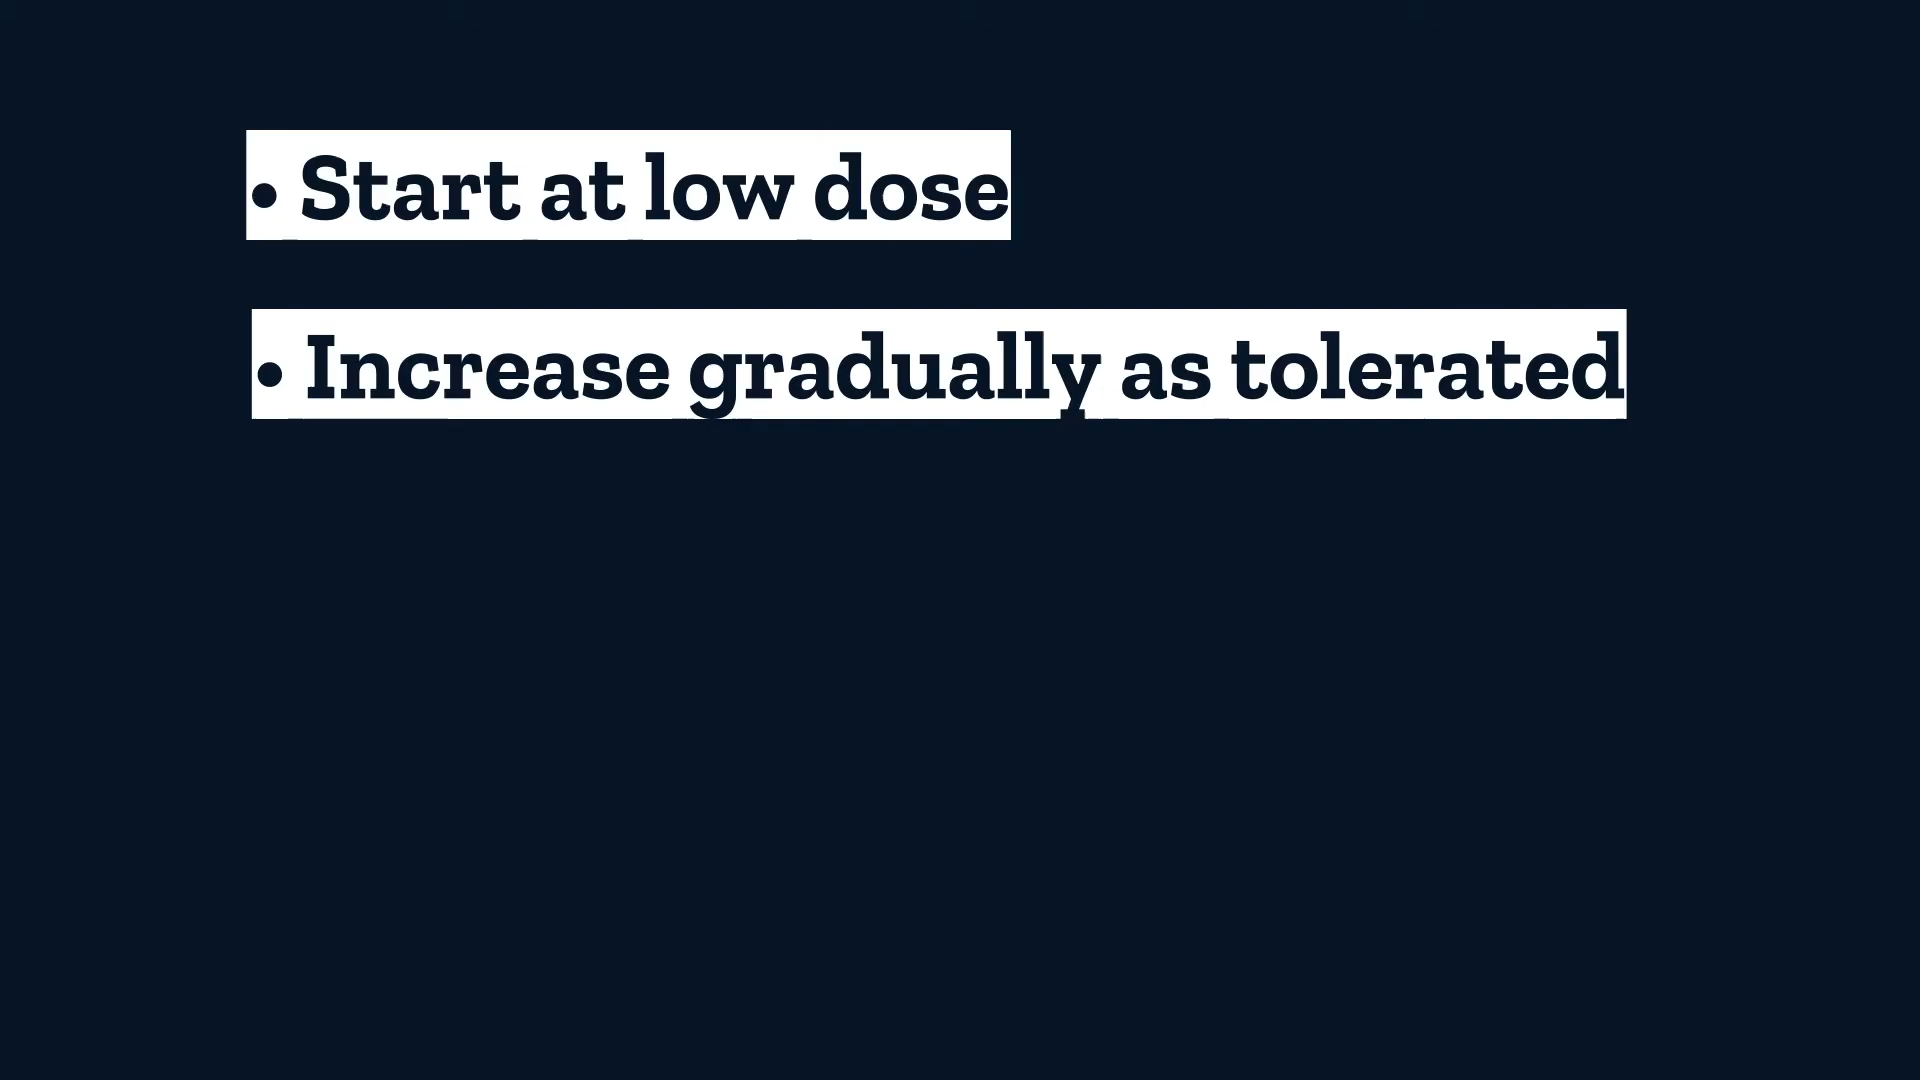 • Start at low dose
• Increase gradually as tolerated